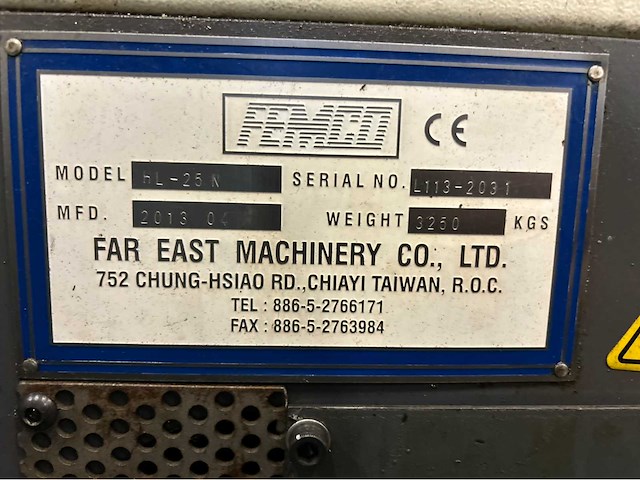 FEMCO CE
MODEL HL-25N SERIAL NO. L113-2031
MFD. 2013 04 WEIGHT 3250 KGS
FAR EAST MACHINERY CO., LTD.
752 CHUNG-HSIAO RD.,CHIAYI TAIWAN, R.O.C.
TEL : 886-5-2766171
FAX : 886-5-2763984